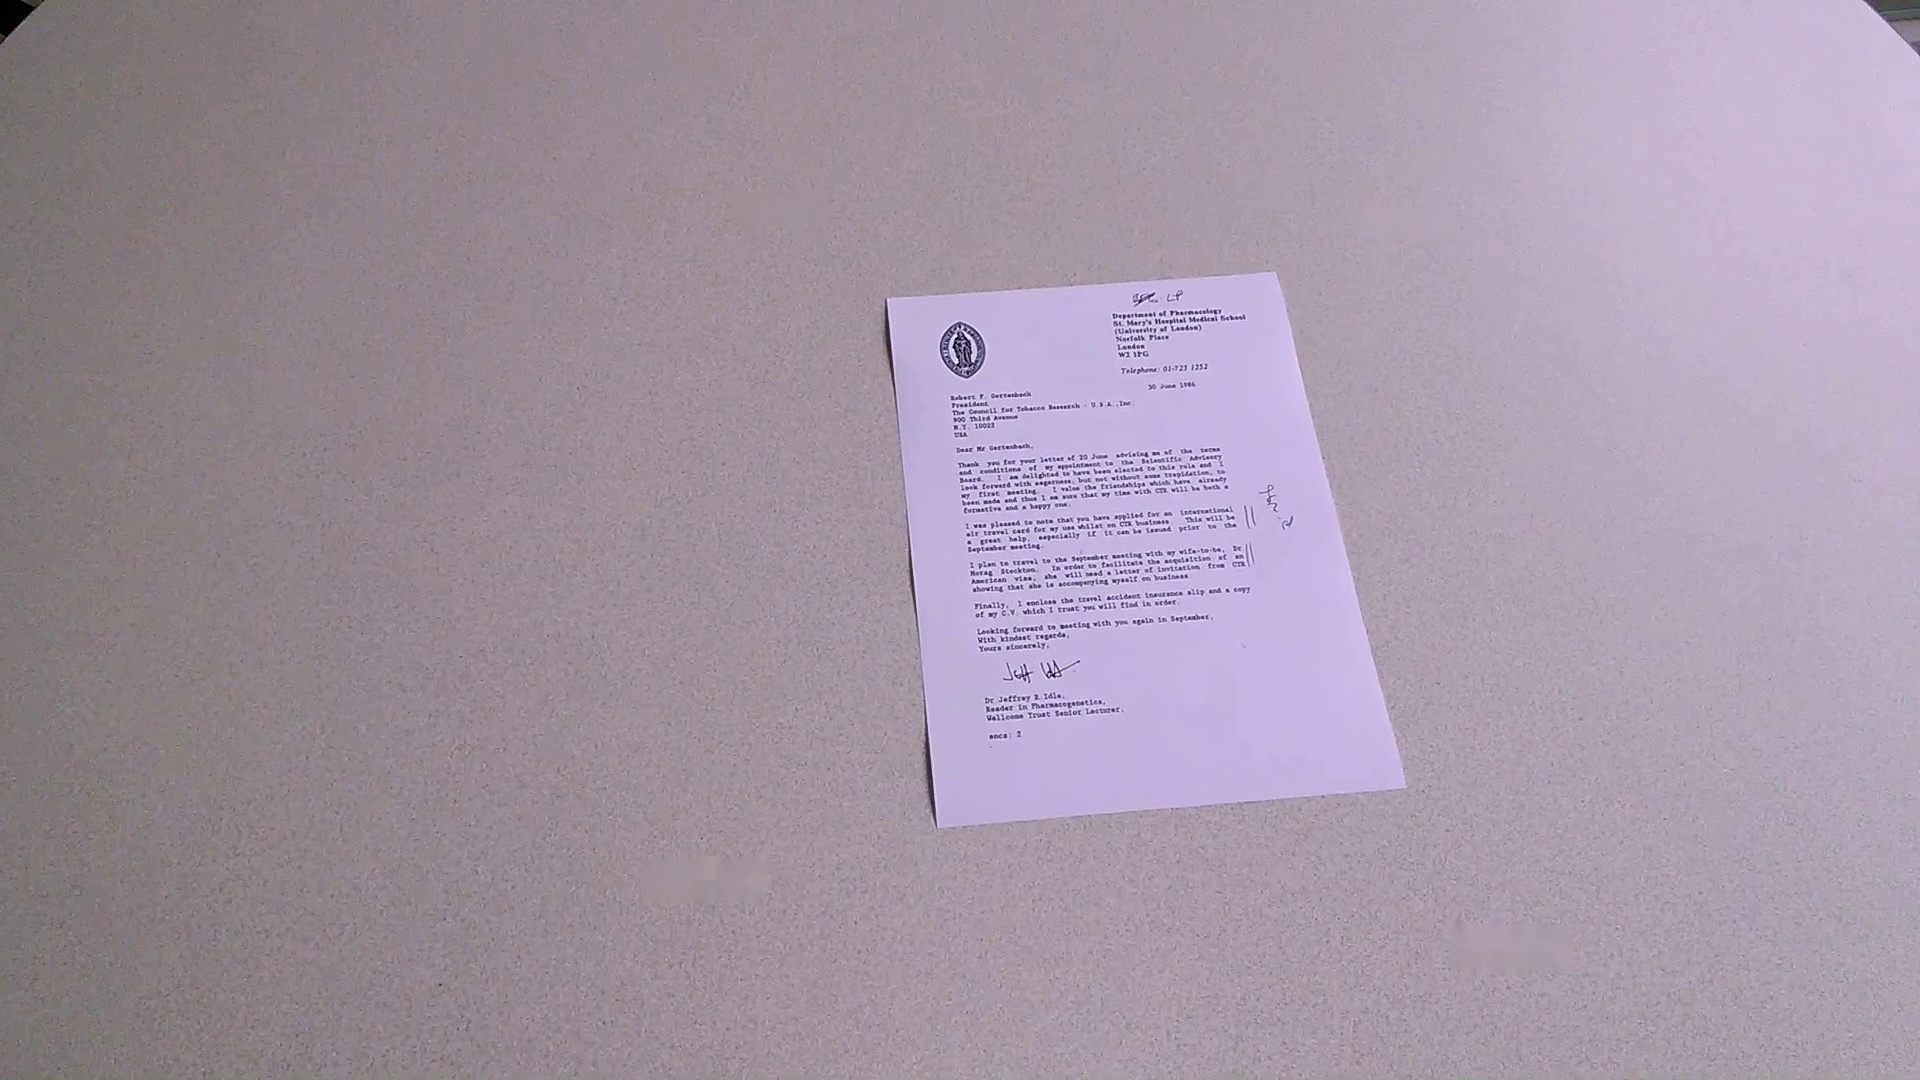 LP
Department of Pharmacology
St. Mary's Hospital Medical School
(University of London)
Norfolk Place
London
W2 1PG
Telephone: 01-723 1252
30 June 1986
Robert F. Gertenbach
President
The Council for Tobacco Research - U.S.A.,Inc.
900 Third Avenue
N.Y. 10022
USA
Dear Mr Gertenbach,
Thank you for your letter of 20 June advising me of the terms
and conditions of my appointment to the Scientific Advisory
Board. I am delighted to have been elected to this role and I
look forward with eagerness, but not without some trepidation, to
my first meeting. I value the friendships which have already
been made and thus I am sure that my time with CTR will be both a
formative and a happy one.
I was pleased to note that you have applied for an international
air travel card for my use whilst on CTR business. This will be
a great help, especially if it can be issued prior to the
September meeting.
I plan to travel to the September meeting with my wife-to-be, Dr
Morag Stockton. In order to facilitate the acquisition of an
American visa, she will need a letter of invitation from CTR
showing that she is accompanying myself on business
Finally, I enclose the travel accident insurance slip and a copy
of my C.V. which I trust you will find in order.
Looking forward to meeting with you again in September,
With kindest regards,
Yours sincerely,
Dr Jeffrey R.Idle,
Reader in Pharmacogenetics,
Wellcome Trust Senior Lecturer.
encs: 2